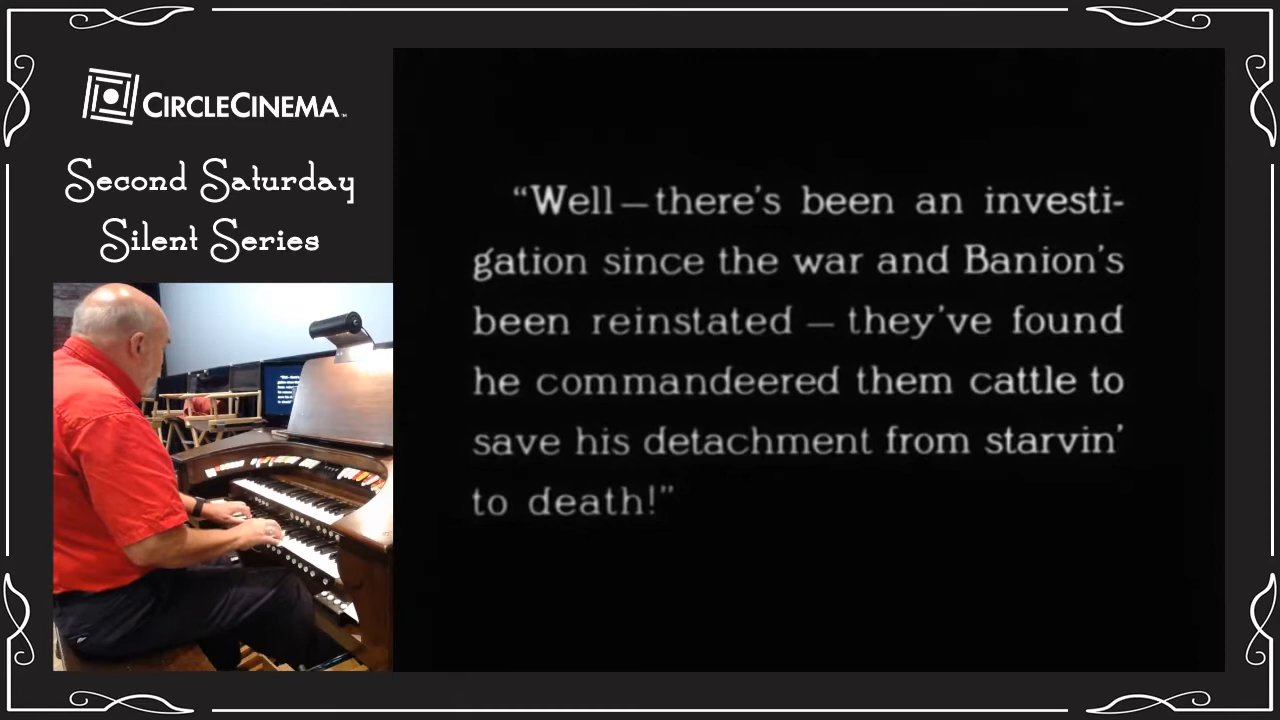 CIRCLECINEMA™
Second Saturday
Silent Series
“Well—there’s been an investi-
gation since the war and Banion’s
been reinstated — they’ve found
he commandeered them cattle to
save his detachment from starvin’
to death!”